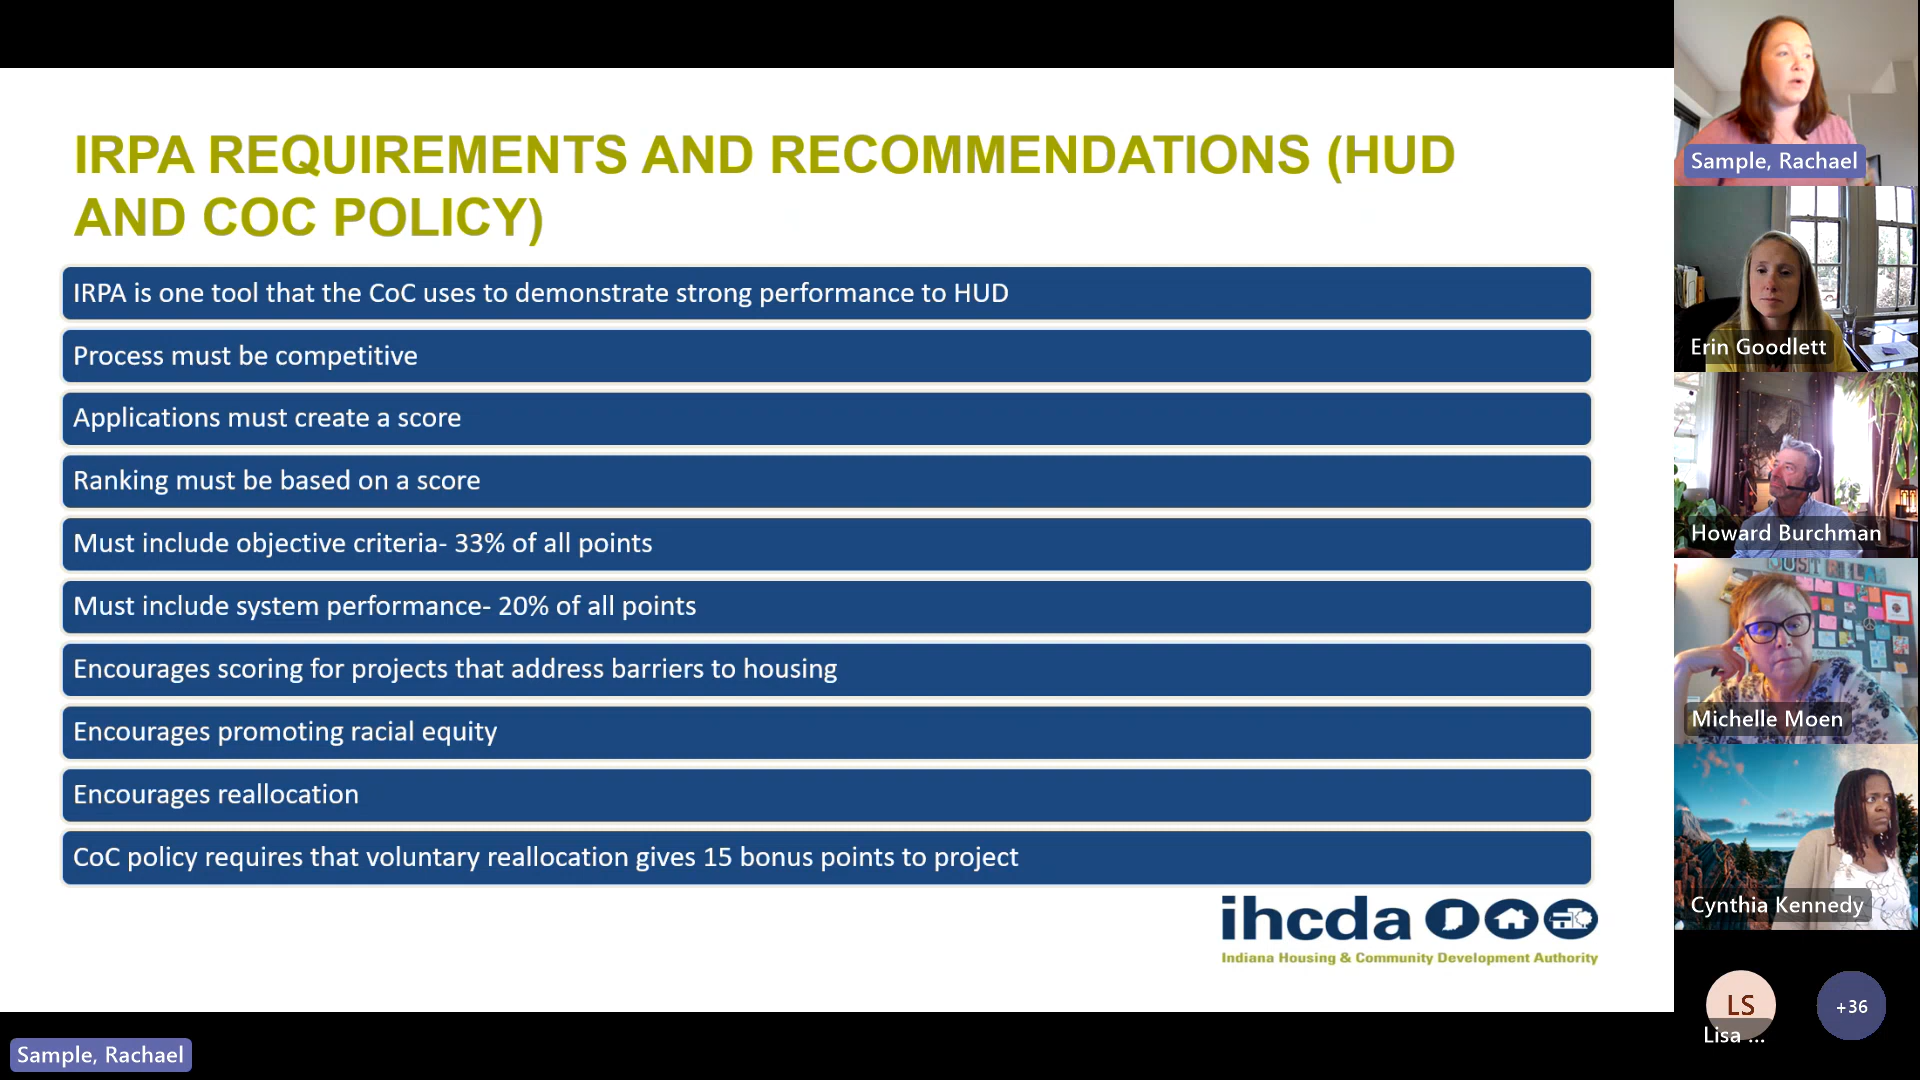 IRPA REQUIREMENTS AND RECOMMENDATIONS (HUD
AND COC POLICY)
IRPA is one tool that the CoC uses to demonstrate strong performance to HUD
Process must be competitive
Applications must create a score
Ranking must be based on a score
Must include objective criteria- 33% of all points
Must include system performance- 20% of all points
Encourages scoring for projects that address barriers to housing
Encourages promoting racial equity
Encourages reallocation
CoC policy requires that voluntary reallocation gives 15 bonus points to project
ihcda
Indiana Housing & Community Development Authority
Sample, Rachael
Sample, Rachael
Erin Goodlett
Howard Burchman
Michelle Moen
Cynthia Kennedy
LS
Lisa ...
+36